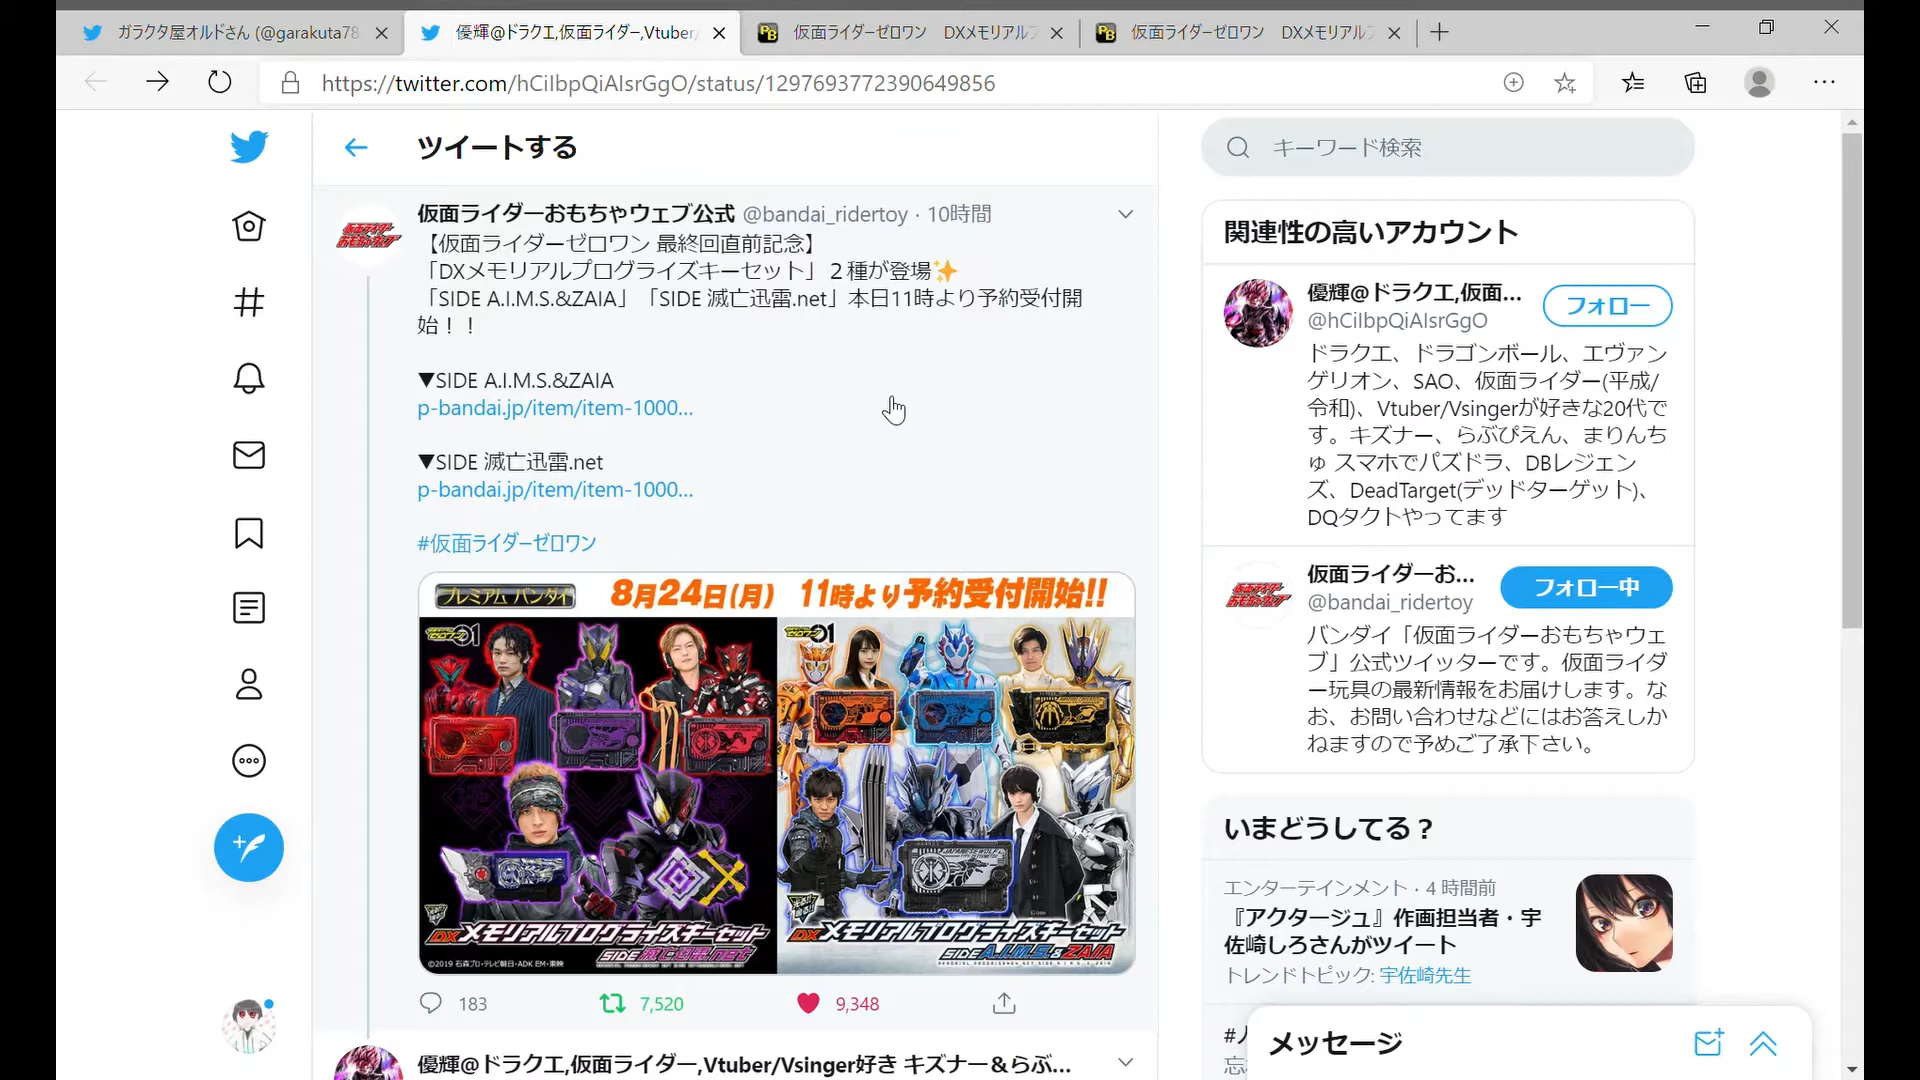 ガラクタ屋オルドさん (@garakuta78
優輝@ドラクエ,仮面ライダー,Vtuber/
仮面ライダーゼロワン DXメモリアルプ
仮面ライダーゼロワン DXメモリアルプ
https://twitter.com/hCilbpQiAlsrGgO/status/1297693772390649856
ツイートする
仮面ライダーおもちゃウェブ公式 @bandai_ridertoy · 10時間
【仮面ライダーゼロワン 最終回直前記念】
「DXメモリアルプログライズキーセット」２種が登場✨
「SIDE A.I.M.S.&ZAIA」「SIDE 滅亡迅雷.net」本日11時より予約受付開
始！！
▼SIDE A.I.M.S.&ZAIA
p-bandai.jp/item/item-1000...
▼SIDE 滅亡迅雷.net
p-bandai.jp/item/item-1000...
#仮面ライダーゼロワン
プレミアム バンダイ
8月24日(月) 11時より予約受付開始!!
DXメモリアルプログライズキーセット
SIDE 滅亡迅雷.net
©2019 石森プロ・テレビ朝日・ADK EM・東映
DXメモリアルプログライズキーセット
SIDE A.I.M.S.&ZAIA
183
7,520
9,348
優輝@ドラクエ,仮面ライダー,Vtuber/Vsinger好き キズナー＆らぶ...
キーワード検索
関連性の高いアカウント
優輝@ドラクエ,仮面...
@hCilbpQiAlsrGgO
フォロー
ドラクエ、ドラゴンボール、エヴァン
ゲリオン、SAO、仮面ライダー(平成/
令和)、Vtuber/Vsingerが好きな20代で
す。キズナー、らぶぴえん、まりんち
ゅ スマホでパズドラ、DBレジェン
ズ、DeadTarget(デッドターゲット)、
DQタクトやってます
仮面ライダーお...
@bandai_ridertoy
フォロー中
バンダイ「仮面ライダーおもちゃウェ
ブ」公式ツイッターです。仮面ライダ
ー玩具の最新情報をお届けします。な
お、お問い合わせなどにはお答えしか
ねますので予めご了承下さい。
いまどうしてる？
エンターテインメント · 4 時間前
『アクタージュ』作画担当者・宇
佐崎しろさんがツイート
トレンドトピック: 宇佐崎先生
メッセージ